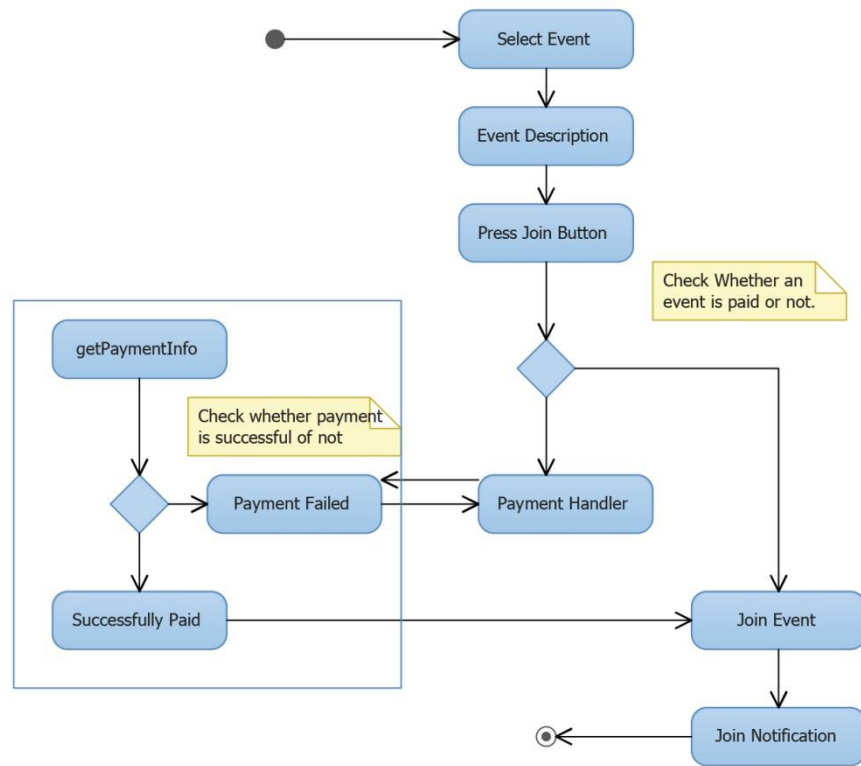 Select Event
Event Description
Press Join Button
Check Whether an
event is paid or not.
getPaymentInfo
Check whether payment
is successful of not
Payment Failed
Payment Handler
Successfully Paid
Join Event
Join Notification